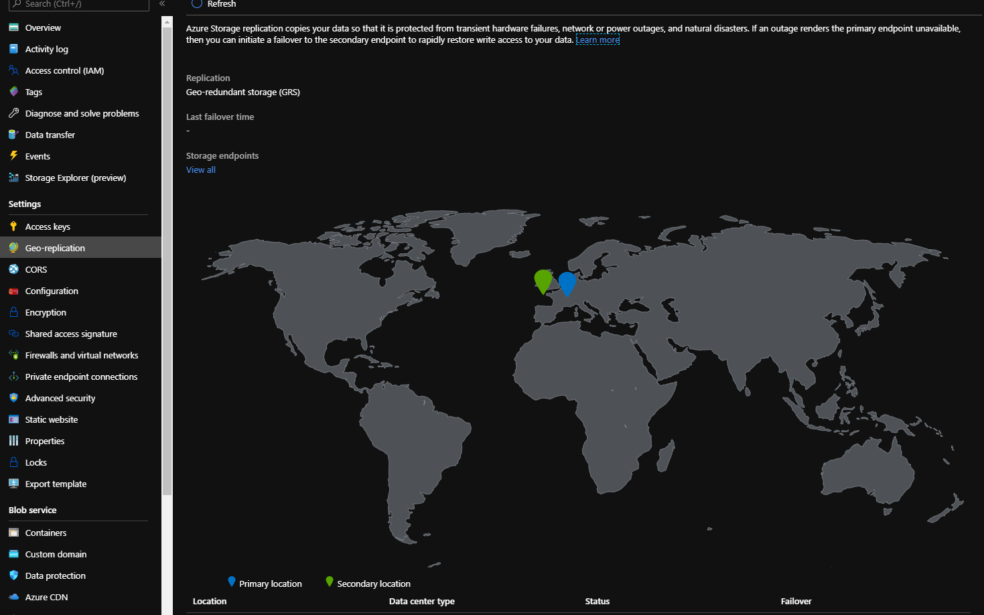 Search (Ctrl+/)
«
Refresh
Overview
Activity log
Access control (IAM)
Tags
Diagnose and solve problems
Data transfer
Events
Storage Explorer (preview)
Settings
Access keys
Geo-replication
CORS
Configuration
Encryption
Shared access signature
Firewalls and virtual networks
Private endpoint connections
Advanced security
Static website
Properties
Locks
Export template
Blob service
Containers
Custom domain
Data protection
Azure CDN
Azure Storage replication copies your data so that it is protected from transient hardware failures, network or power outages, and natural disasters. If an outage renders the primary endpoint unavailable,
then you can initiate a failover to the secondary endpoint to rapidly restore write access to your data. Learn more
Replication
Geo-redundant storage (GRS)
Last failover time
-
Storage endpoints
View all
Primary location Secondary location
Location Data center type Status Failover